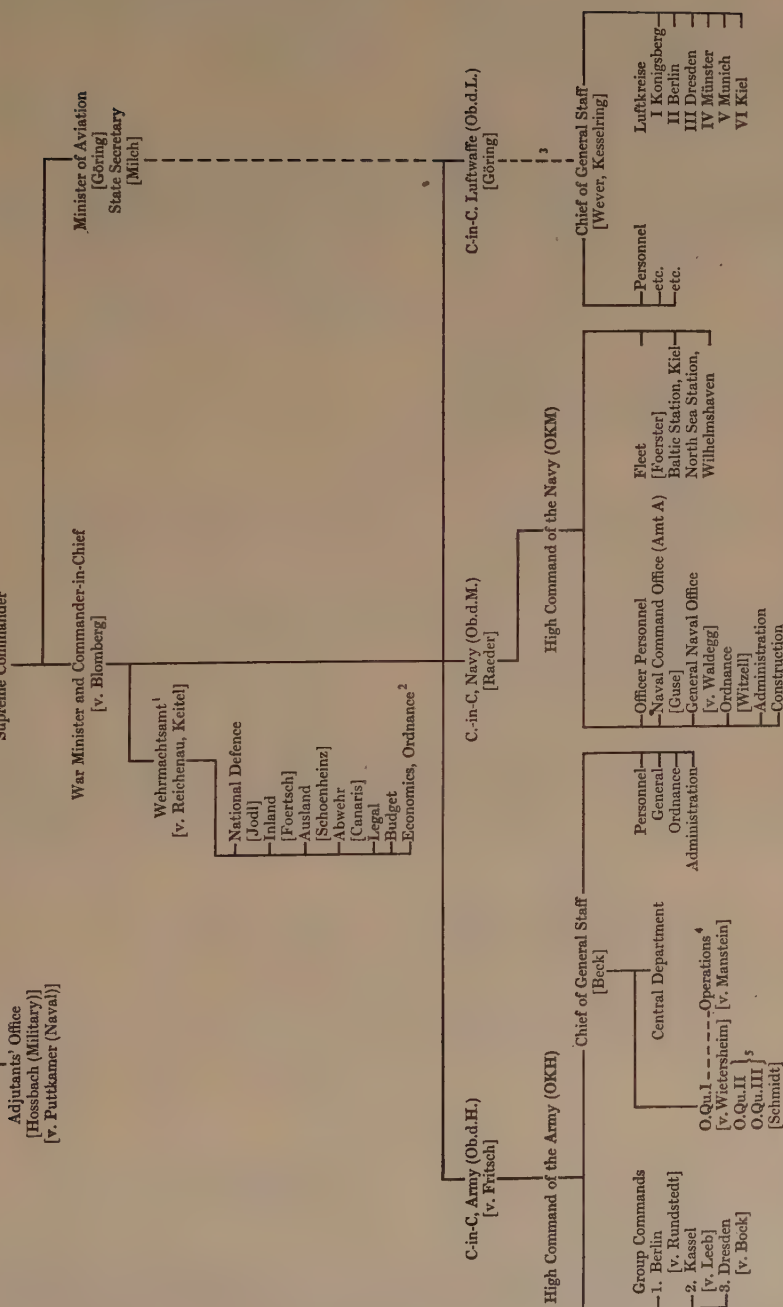 Supreme Commander
Adjutants' Office
[Hossbach (Military)]
[v. Puttkamer (Naval)]
War Minister and Commander-in-Chief
[v. Blomberg]
Minister of Aviation
[Göring]
State Secretary
[Milch]
Wehrmachtsamt¹
[v. Reichenau, Keitel]
National Defence
[Jodl]
Inland
[Foertsch]
Ausland
[Schoenheinz]
Abwehr
[Canaris]
Legal
Budget
Economics, Ordnance²
C-in-C, Army (Ob.d.H.)
[v. Fritsch]
C.-in-C, Navy (Ob.d.M.)
[Raeder]
C-in-C, Luftwaffe (Ob.d.L.)
[Göring]
3
High Command of the Army (OKH)
High Command of the Navy (OKM)
Chief of General Staff
[Beck]
Chief of General Staff
[Wever, Kesselring]
Group Commands
1. Berlin
[v. Rundstedt]
2. Kassel
[v. Leeb]
3. Dresden
[v. Bock]
Central Department
O.Qu.I Operations⁴
[v. Wietersheim] [v. Manstein]
O.Qu.II
O.Qu.III } 5
[Schmidt]
Personnel
General
Ordnance
Administration
Officer Personnel
Naval Command Office (Amt A)
[Guse]
General Naval Office
[v. Waldegg]
Ordnance
[Witzell]
Administration
Construction
Fleet
[Foerster]
Baltic Station, Kiel
North Sea Station,
Wilhelmshaven
Personnel
etc.
etc.
Luftkreise
I Konigsberg
II Berlin
III Dresden
IV Münster
V Munich
VI Kiel